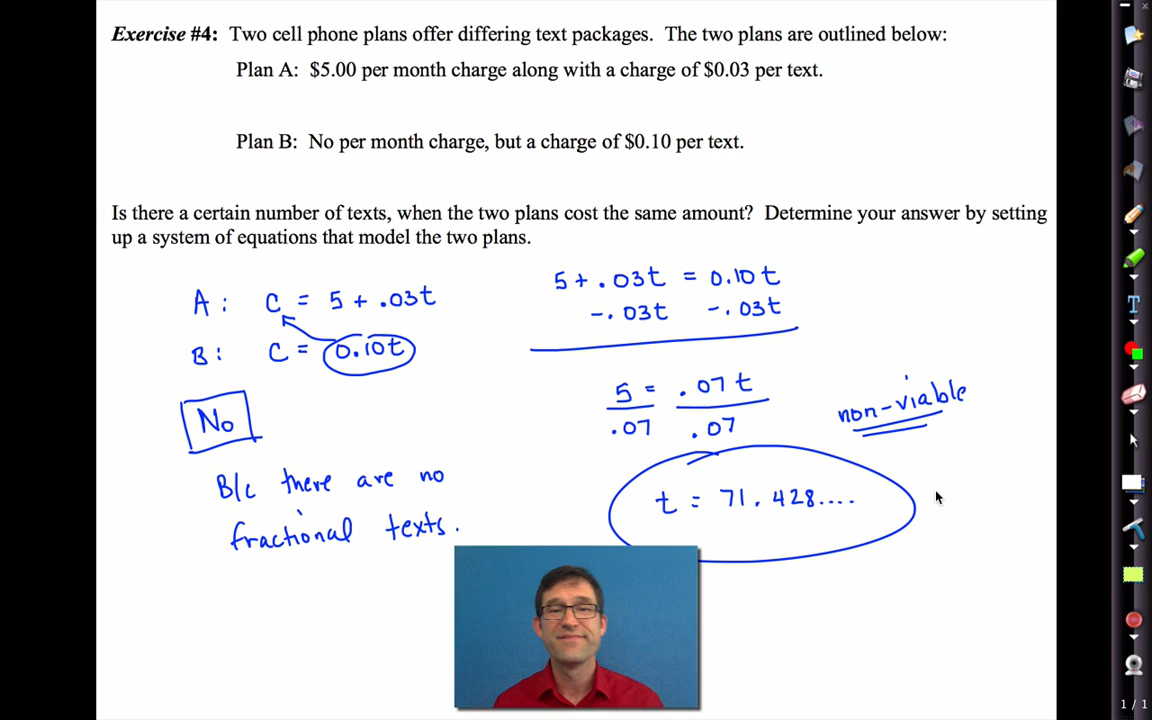 Exercise #4: Two cell phone plans offer differing text packages. The two plans are outlined below:
Plan A: $5.00 per month charge along with a charge of $0.03 per text.
Plan B: No per month charge, but a charge of $0.10 per text.
Is there a certain number of texts, when the two plans cost the same amount? Determine your answer by setting
up a system of equations that model the two plans.
A: C = 5 + .03t
B: C = 0.10t
No
B/c there are no
fractional texts.
5 + .03t = 0.10t
-.03t -.03t
5 = .07t
.07 .07
non-viable
t = 71.428....
T
1 / 1